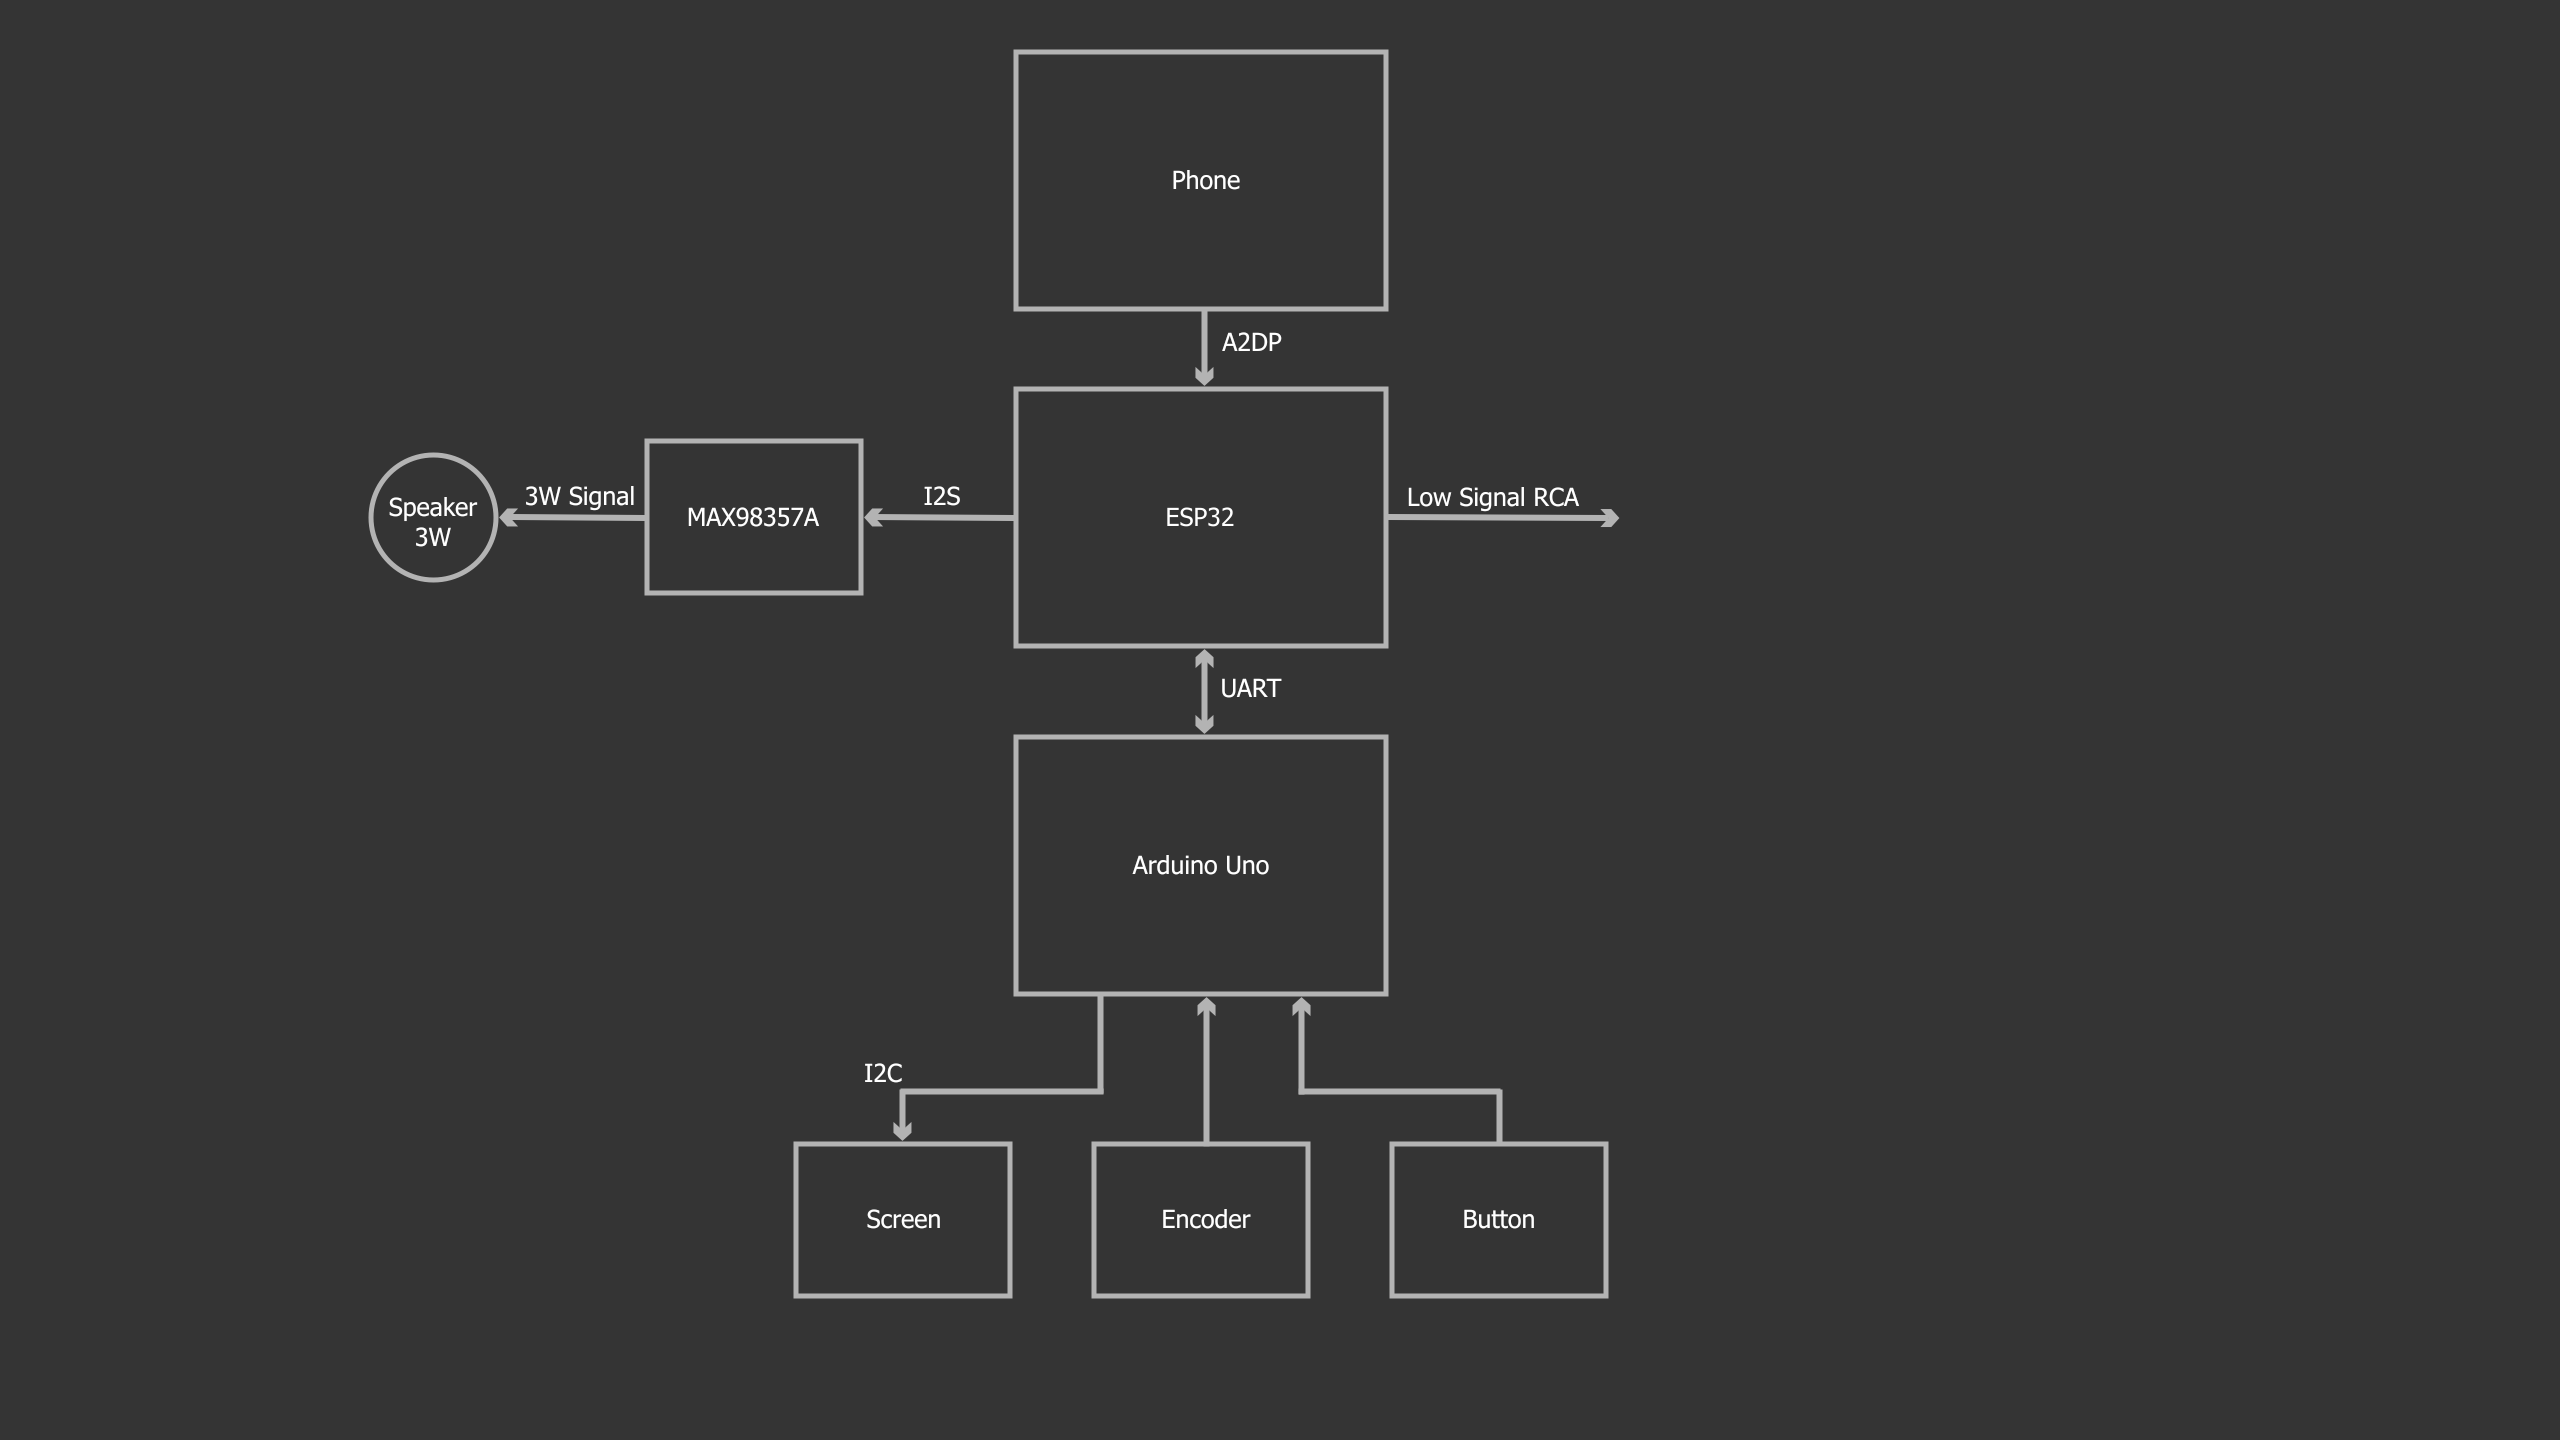 Phone
A2DP
Speaker
3W
3W Signal
MAX98357A
I2S
ESP32
Low Signal RCA
UART
Arduino Uno
I2C
Screen
Encoder
Button